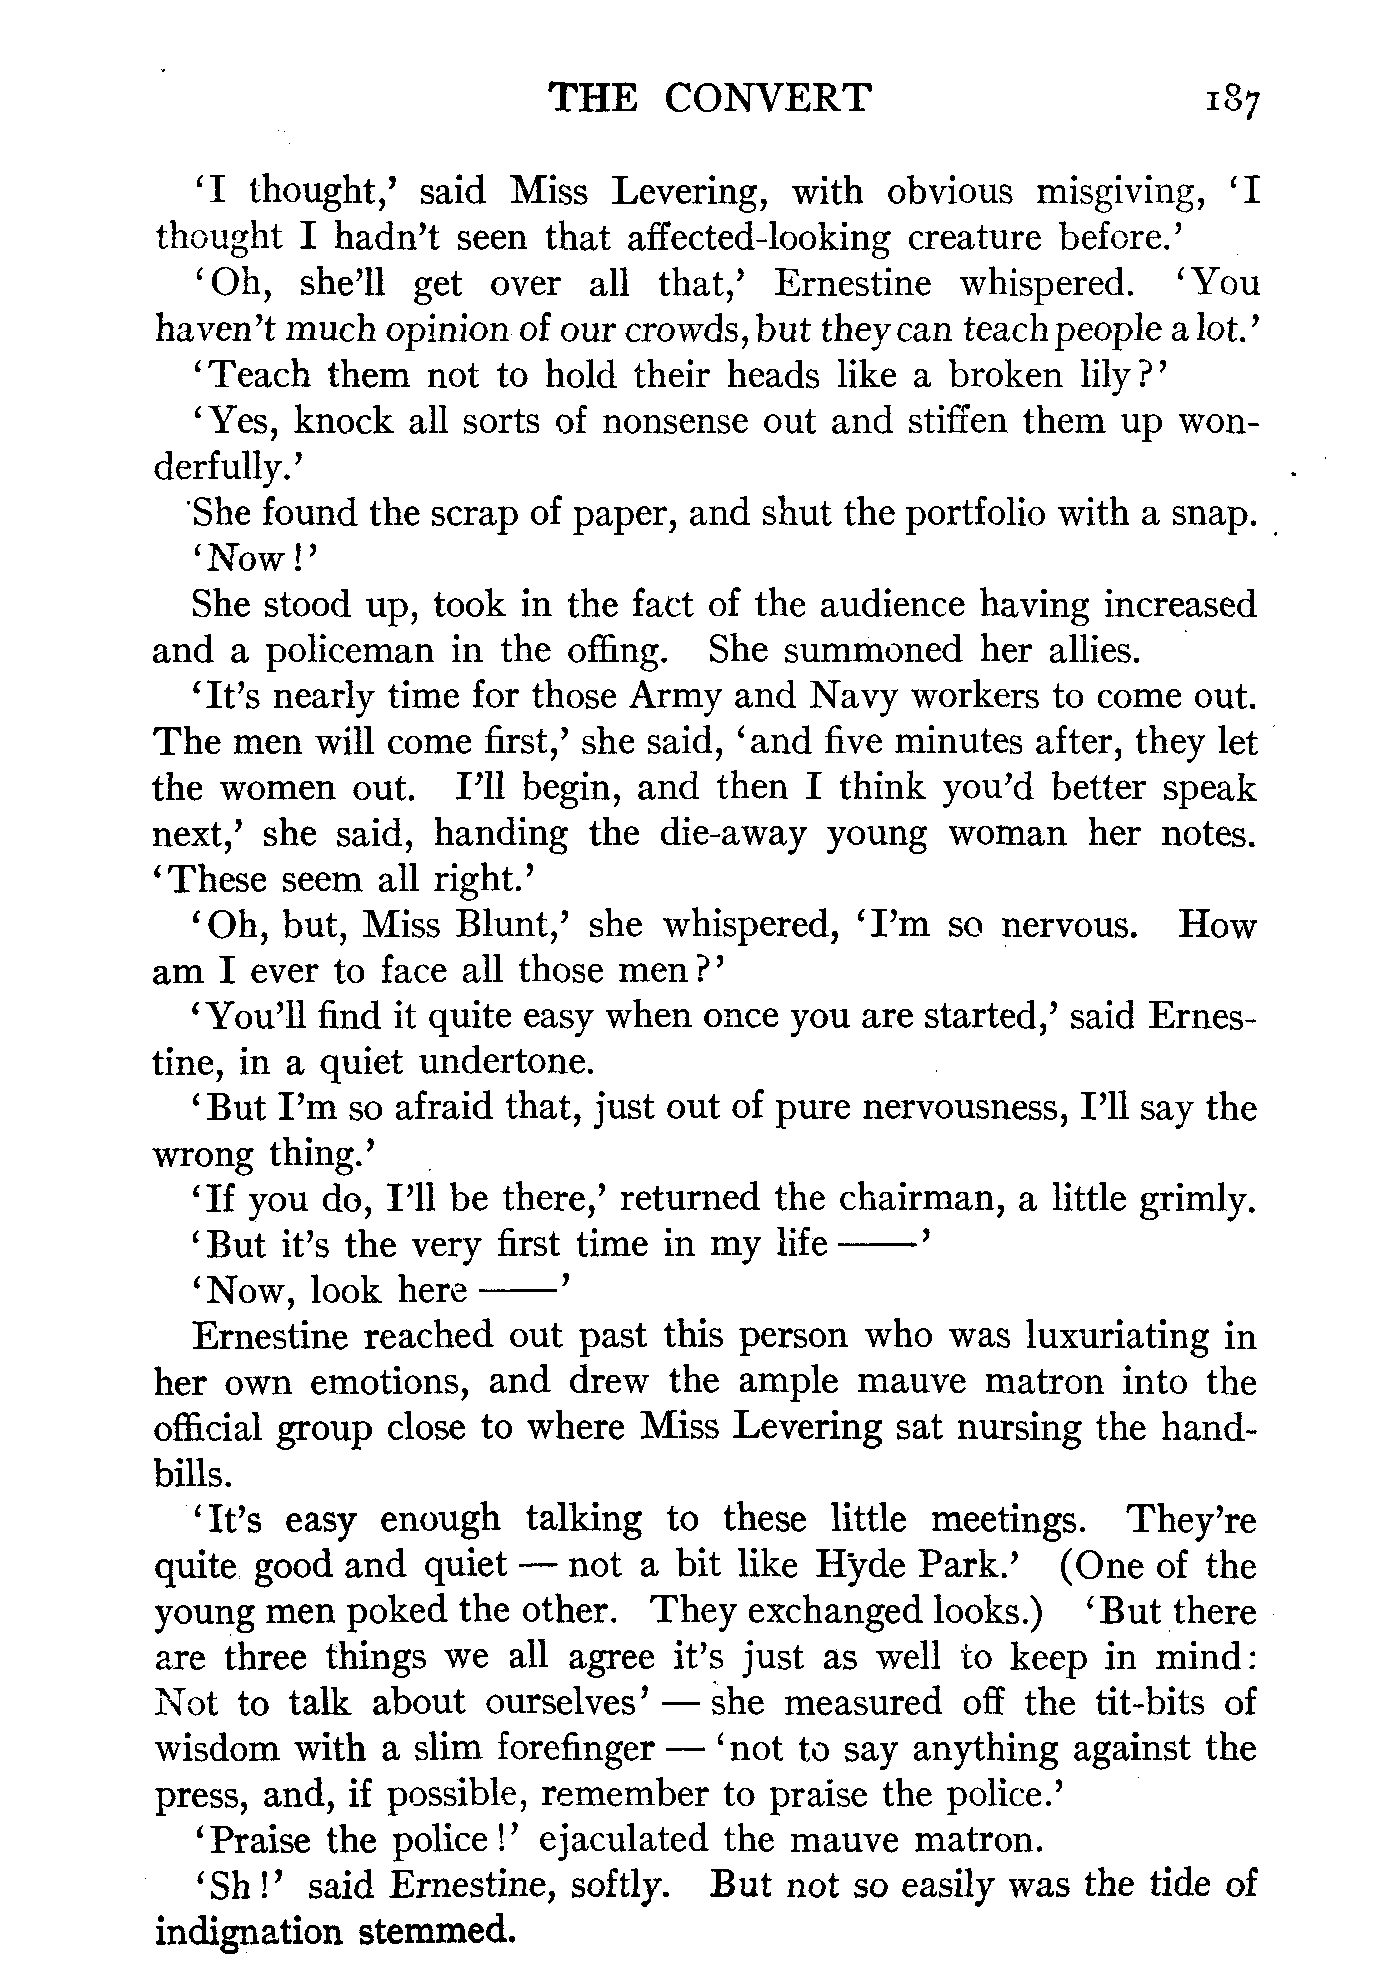 THE CONVERT 187
‘I thought,’ said Miss Levering, with obvious misgiving, ‘I
thought I hadn’t seen that affected-looking creature before.’
‘Oh, she’ll get over all that,’ Ernestine whispered. ‘You
haven’t much opinion of our crowds, but they can teach people a lot.’
‘Teach them not to hold their heads like a broken lily?’
‘Yes, knock all sorts of nonsense out and stiffen them up won-
derfully.’
She found the scrap of paper, and shut the portfolio with a snap.
‘Now!’
She stood up, took in the fact of the audience having increased
and a policeman in the offing. She summoned her allies.
‘It’s nearly time for those Army and Navy workers to come out.
The men will come first,’ she said, ‘and five minutes after, they let
the women out. I’ll begin, and then I think you’d better speak
next,’ she said, handing the die-away young woman her notes.
‘These seem all right.’
‘Oh, but, Miss Blunt,’ she whispered, ‘I’m so nervous. How
am I ever to face all those men?’
‘You’ll find it quite easy when once you are started,’ said Ernes-
tine, in a quiet undertone.
‘But I’m so afraid that, just out of pure nervousness, I’ll say the
wrong thing.’
‘If you do, I’ll be there,’ returned the chairman, a little grimly.
‘But it’s the very first time in my life ——’
‘Now, look here ——’
Ernestine reached out past this person who was luxuriating in
her own emotions, and drew the ample mauve matron into the
official group close to where Miss Levering sat nursing the hand-
bills.
‘It’s easy enough talking to these little meetings. They’re
quite good and quiet — not a bit like Hyde Park.’ (One of the
young men poked the other. They exchanged looks.) ‘But there
are three things we all agree it’s just as well to keep in mind:
Not to talk about ourselves’ — she measured off the tit-bits of
wisdom with a slim forefinger — ‘not to say anything against the
press, and, if possible, remember to praise the police.’
‘Praise the police!’ ejaculated the mauve matron.
‘Sh!’ said Ernestine, softly. But not so easily was the tide of
indignation stemmed.